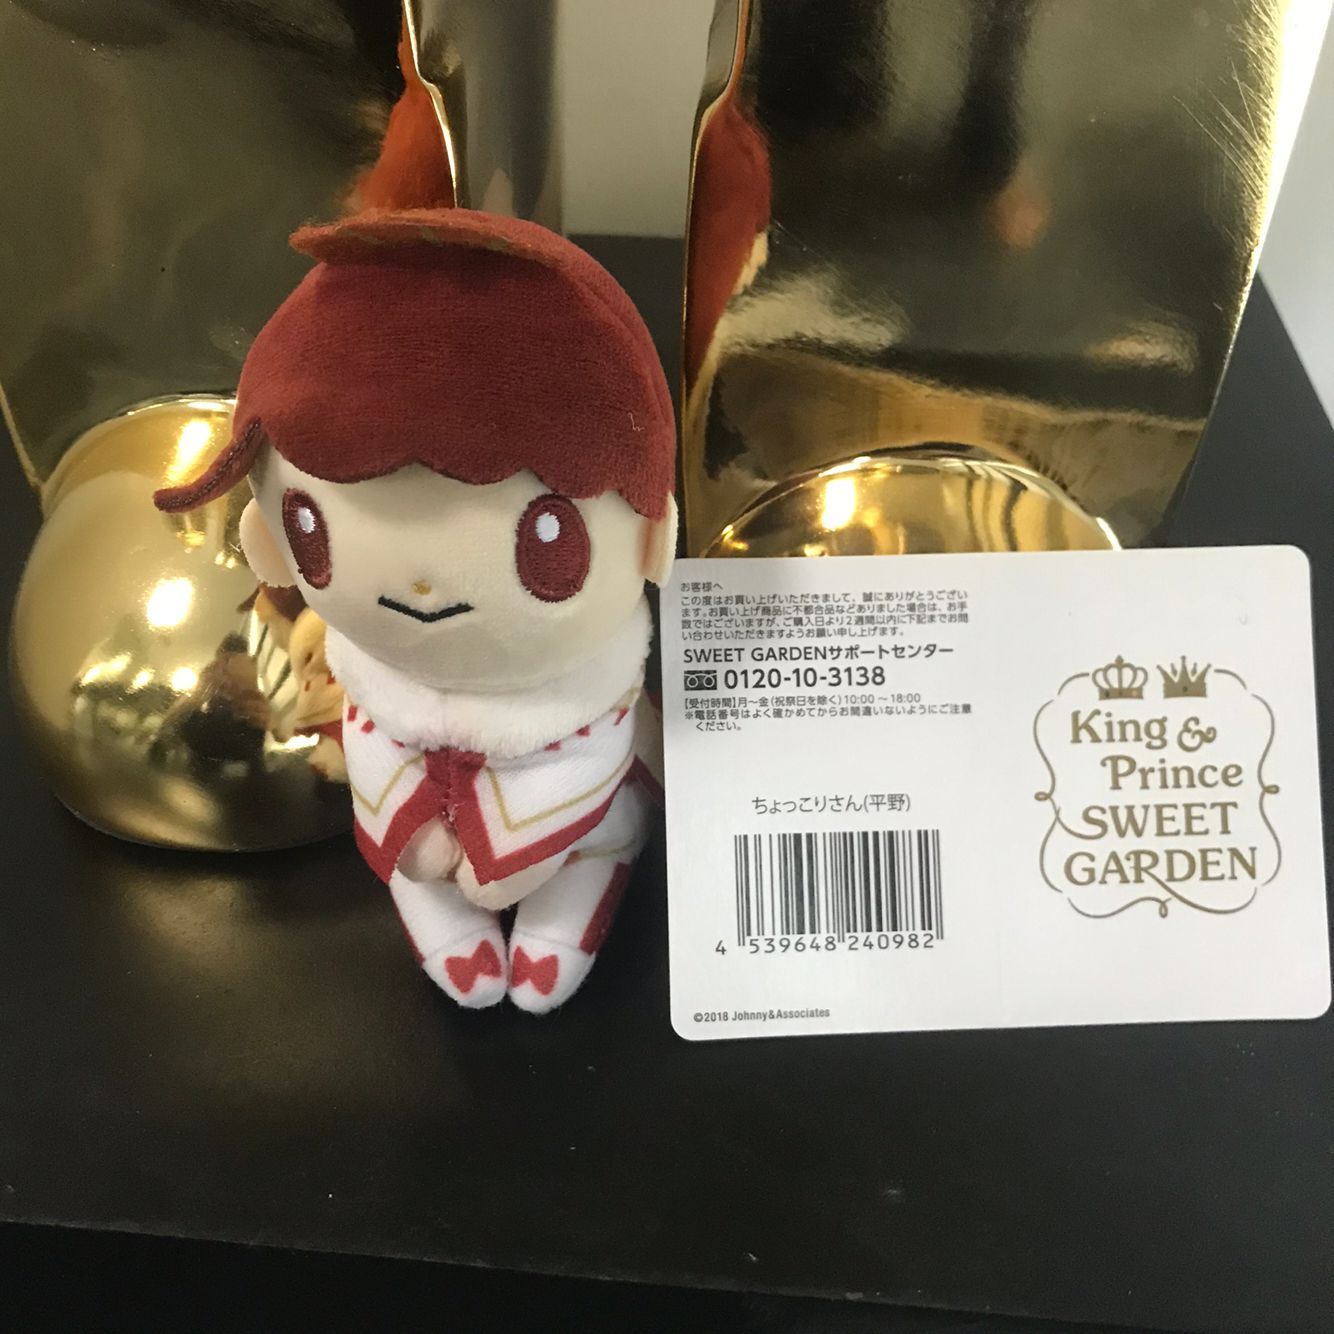 お客様へ
この度はお買い上げいただきまして、誠にありがとうござい
ます。お買い上げ商品に不都合品などありました場合は、お手
数ではございますが、ご購入日より2週間以内に下記までお問
い合わせいただきますようお願い申し上げます。
SWEET GARDENサポートセンター
0120-10-3138
【受付時間】月〜金(祝祭日を除く)10:00〜18:00
※電話番号はよく確かめてからお間違いないようにご注意
ください。
ちょっこりさん(平野)
4 539648 240982
©2018 Johnny&Associates
King &
Prince
SWEET
GARDEN